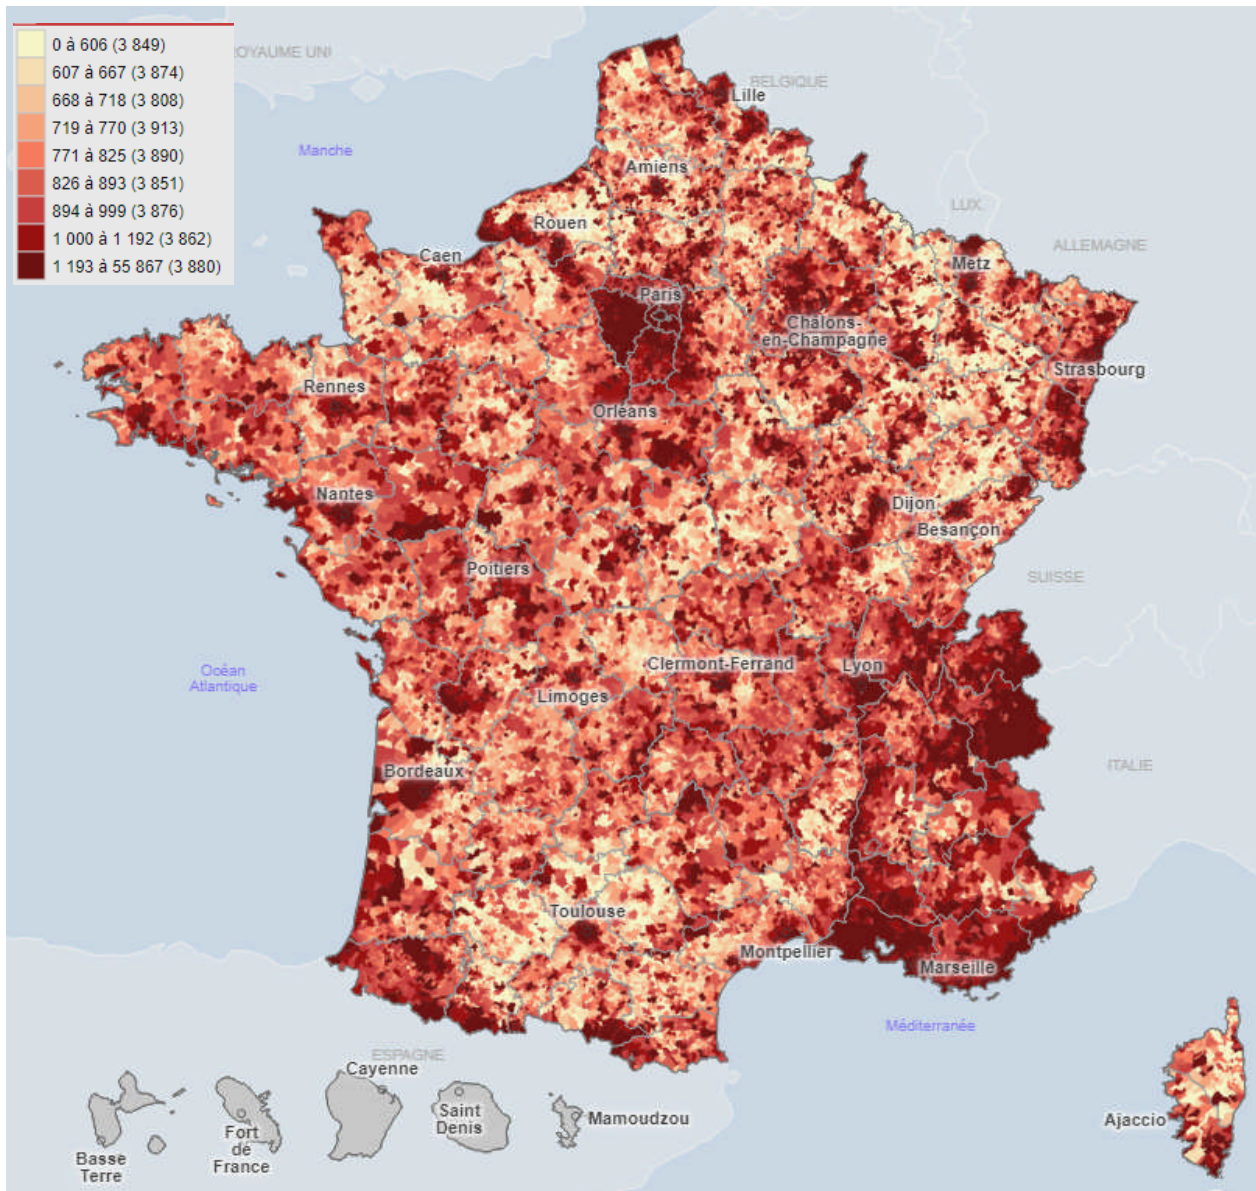 0 à 606 (3 849)
607 à 667 (3 874)
668 à 718 (3 808)
719 à 770 (3 913)
771 à 825 (3 890)
826 à 893 (3 851)
894 à 999 (3 876)
1 000 à 1 192 (3 862)
1 193 à 55 867 (3 880)
ROYAUME UNI
BELGIQUE
Lille
Manche
Amiens
LUX.
Rouen
ALLEMAGNE
Caen
Metz
Paris
Châlons-
en-Champagne
Strasbourg
Rennes
Orléans
Nantes
Dijon
Besançon
Poitiers
SUISSE
Océan
Atlantique
Clermont-Ferrand
Lyon
Limoges
Bordeaux
ITALIE
Toulouse
Montpellier
Marseille
Méditerranée
ESPAGNE
Cayenne
Saint
Denis
Mamoudzou
Fort
de
France
Basse
Terre
Ajaccio